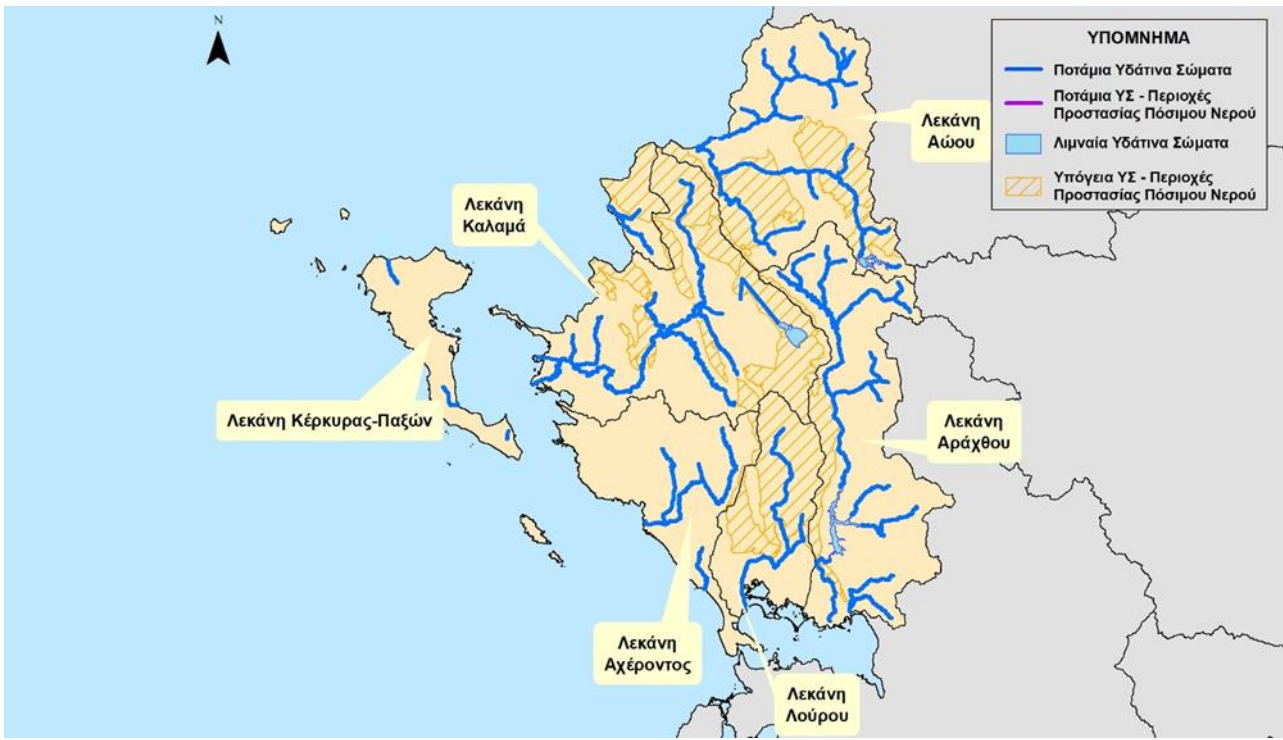 N
ΥΠΟΜΝΗΜΑ
Ποτάμια Υδάτινα Σώματα
Ποτάμια ΥΣ - Περιοχές
Προστασίας Πόσιμου Νερού
Λιμναία Υδάτινα Σώματα
Υπόγεια ΥΣ - Περιοχές
Προστασίας Πόσιμου Νερού
Λεκάνη
Αώου
Λεκάνη
Καλαμά
Λεκάνη Κέρκυρας-Παξών
Λεκάνη
Αράχθου
Λεκάνη
Αχέροντος
Λεκάνη
Λούρου